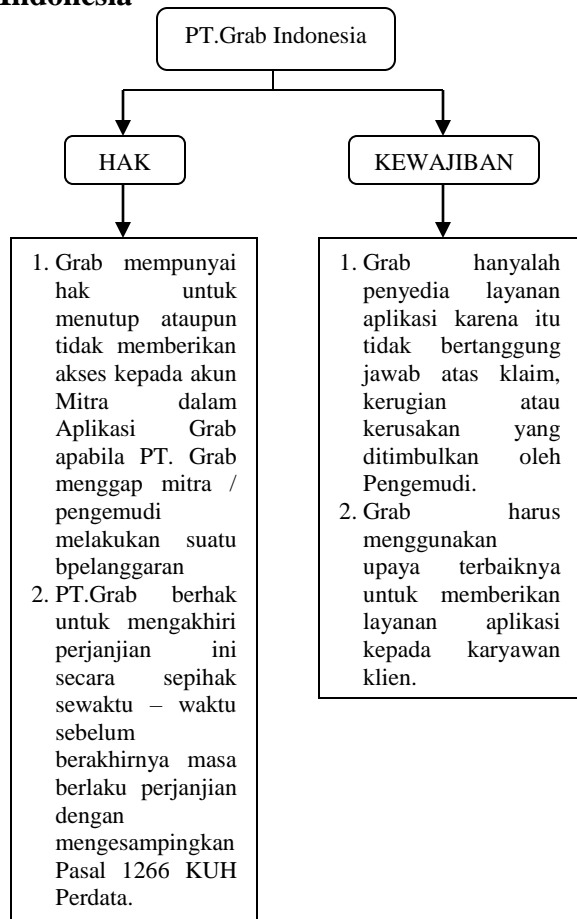 Indonesia
PT.Grab Indonesia
HAK
KEWAJIBAN
1. Grab mempunyai
hak untuk
menutup ataupun
tidak memberikan
akses kepada akun
Mitra dalam
Aplikasi Grab
apabila PT. Grab
menggap mitra /
pengemudi
melakukan suatu
bpelanggaran
2. PT.Grab berhak
untuk mengakhiri
perjanjian ini
secara sepihak
sewaktu – waktu
sebelum
berakhirnya masa
berlaku perjanjian
dengan
mengesampingkan
Pasal 1266 KUH
Perdata.
1. Grab hanyalah
penyedia layanan
aplikasi karena itu
tidak bertanggung
jawab atas klaim,
kerugian atau
kerusakan yang
ditimbulkan oleh
Pengemudi.
2. Grab harus
menggunakan
upaya terbaiknya
untuk memberikan
layanan aplikasi
kepada karyawan
klien.